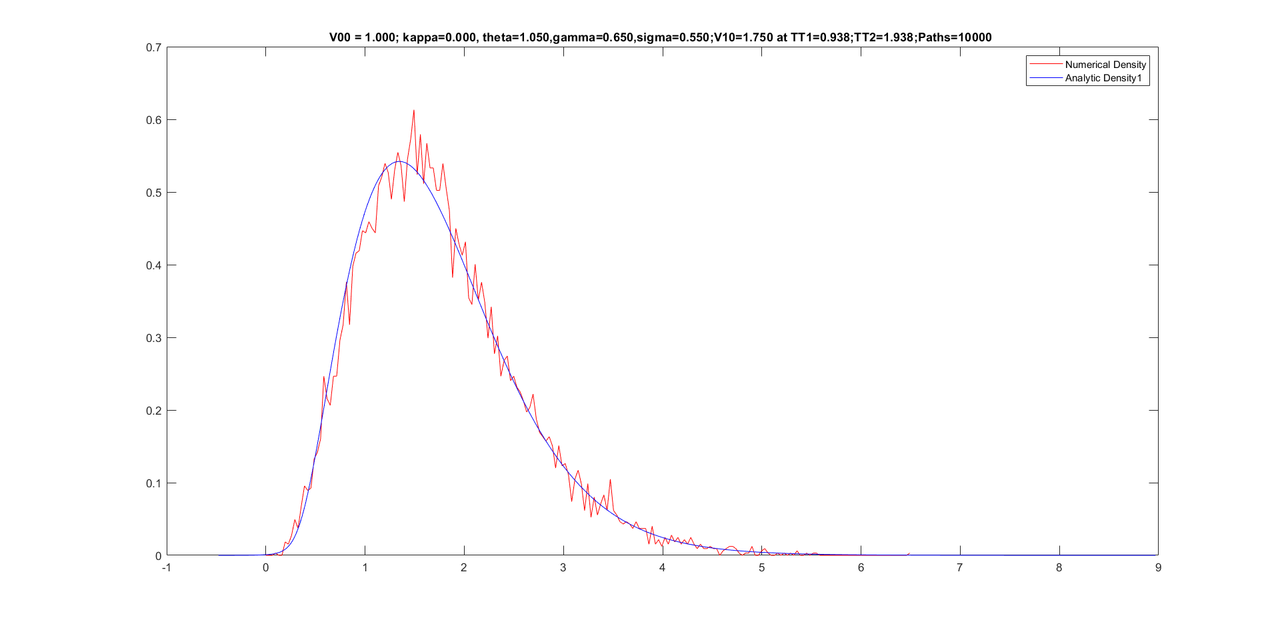 V00 = 1.000; kappa=0.000, theta=1.050,gamma=0.650,sigma=0.550;V10=1.750 at TT1=0.938;TT2=1.938;Paths=10000
Numerical Density
Analytic Density1
0.7
0.6
0.5
0.4
0.3
0.2
0.1
0
-1 0 1 2 3 4 5 6 7 8 9